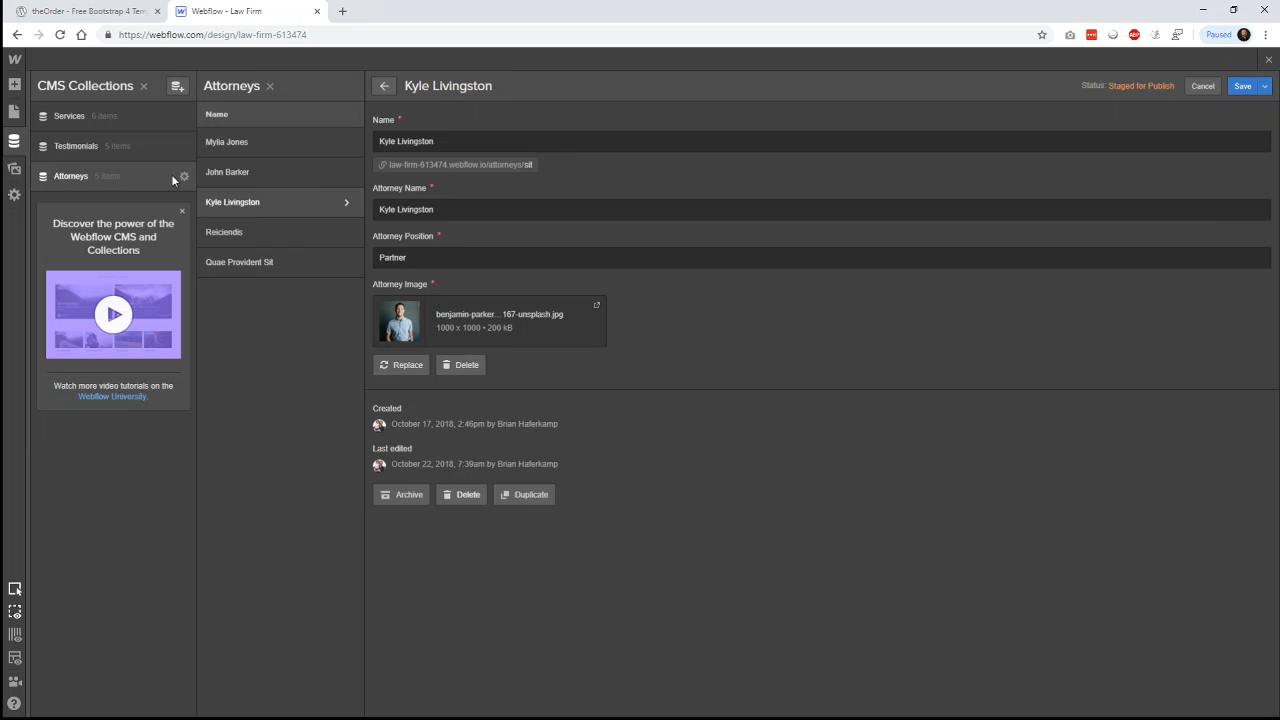 theOrder - Free Bootstrap 4 Tem
Webflow - Law Firm
https://webflow.com/design/law-firm-613474
ABP
Paused
CMS Collections
Attorneys
Kyle Livingston
Status: Staged for Publish
Cancel
Save
Services 6 items
Testimonials 5 items
Attorneys 5 items
Discover the power of the
Webflow CMS and
Collections
Watch more video tutorials on the
Webflow University.
Name
Mylia Jones
John Barker
Kyle Livingston
Reiciendis
Quae Provident Sit
Name *
Kyle Livingston
law-firm-613474.webflow.io/attorneys/sit
Attorney Name *
Kyle Livingston
Attorney Position *
Partner
Attorney Image *
benjamin-parker... 167-unsplash.jpg
1000 x 1000 • 200 kB
Replace
Delete
Created
October 17, 2018, 2:46pm by Brian Haferkamp
Last edited
October 22, 2018, 7:39am by Brian Haferkamp
Archive
Delete
Duplicate